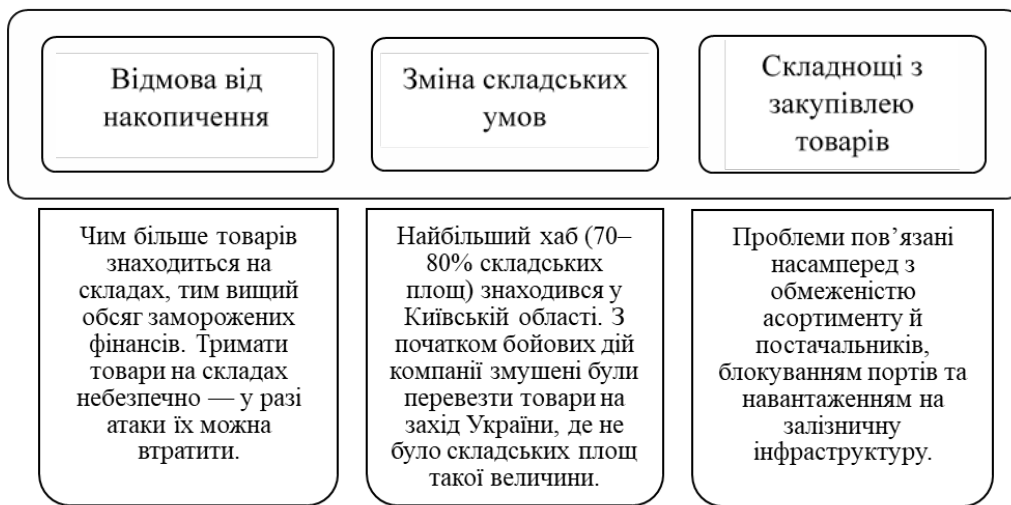 Відмова від
накопичення
Зміна складських
умов
Складнощі з
закупівлею
товарів
Чим більше товарів
знаходиться на
складах, тим вищий
обсяг заморожених
фінансів. Тримати
товари на складах
небезпечно — у разі
атаки їх можна
втратити.
Найбільший хаб (70–
80% складських
площ) знаходився у
Київській області. З
початком бойових дій
компанії змушені були
перевезти товари на
захід України, де не
було складських площ
такої величини.
Проблеми пов’язані
насамперед з
обмеженістю
асортименту й
постачальників,
блокуванням портів та
навантаженням на
залізничну
інфраструктуру.